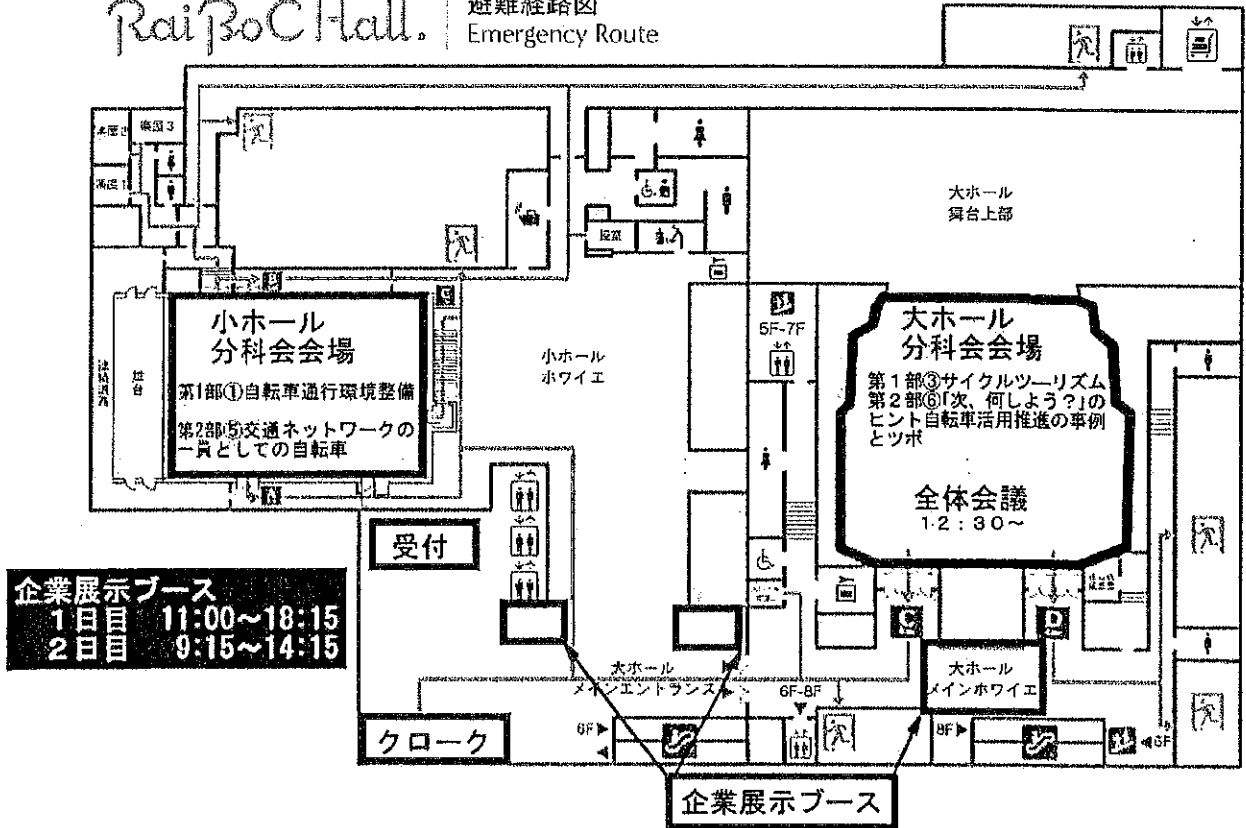 RaiBoC Hall.
避難経路図
Emergency Route
楽屋3
大ホール
舞台上部
授乳室
5F-7F
小ホール
分科会会場
第1部①自転車通行環境整備
第2部⑤交通ネットワークの
一貫としての自転車
舞台
小ホール
ホワイエ
大ホール
分科会会場
第1部③サイクルツーリズム
第2部⑥「次、何しよう?」の
ヒント自転車活用推進の事例
とツボ
全体会議
12:30~
受付
企業展示ブース
1日目 11:00~18:15
2日目 9:15~14:15
C
D
大ホール
メインエントランス
6F-8F
大ホール
メインホワイエ
クローク
6F
8F
6F
企業展示ブース